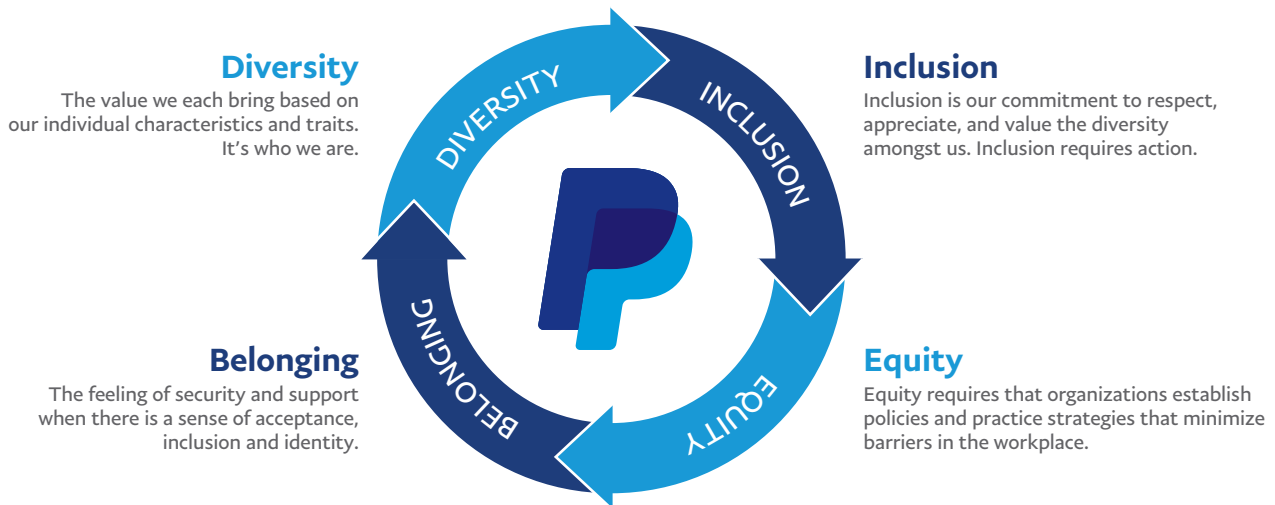 Diversity
The value we each bring based on
our individual characteristics and traits.
It's who we are.
DIVERSITY
INCLUSION
Inclusion
Inclusion is our commitment to respect,
appreciate, and value the diversity
amongst us. Inclusion requires action.
Belonging
The feeling of security and support
when there is a sense of acceptance,
inclusion and identity.
BELONGING
EQUITY
Equity
Equity requires that organizations establish
policies and practice strategies that minimize
barriers in the workplace.